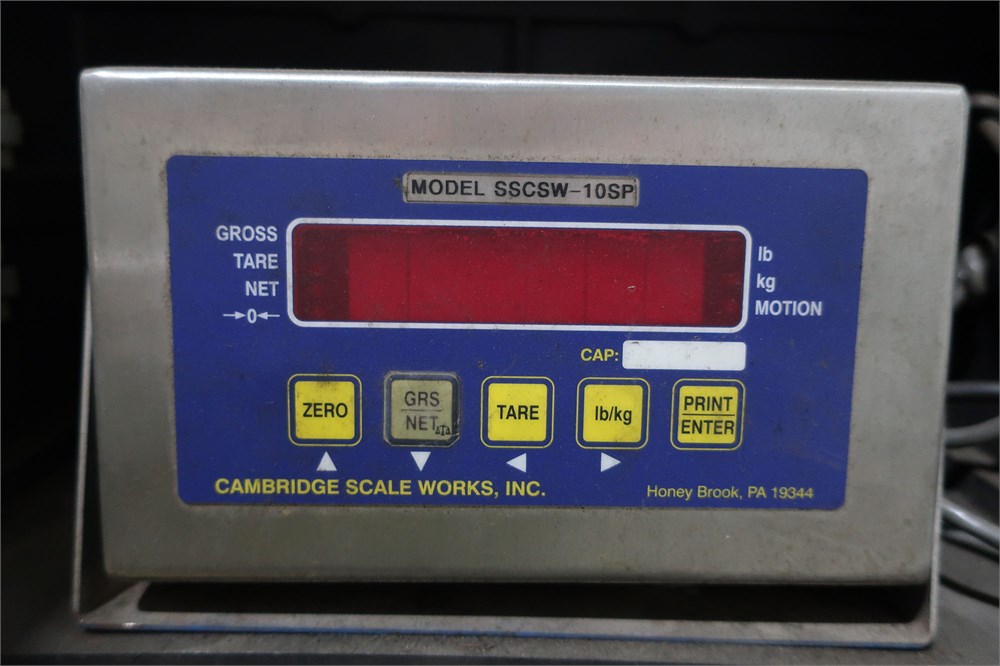 MODEL SSCSW-10SP
GROSS
TARE
NET
→0←
lb
kg
MOTION
CAP:
ZERO
GRS
NET
TARE
lb/kg
PRINT
ENTER
CAMBRIDGE SCALE WORKS, INC.
Honey Brook, PA 19344